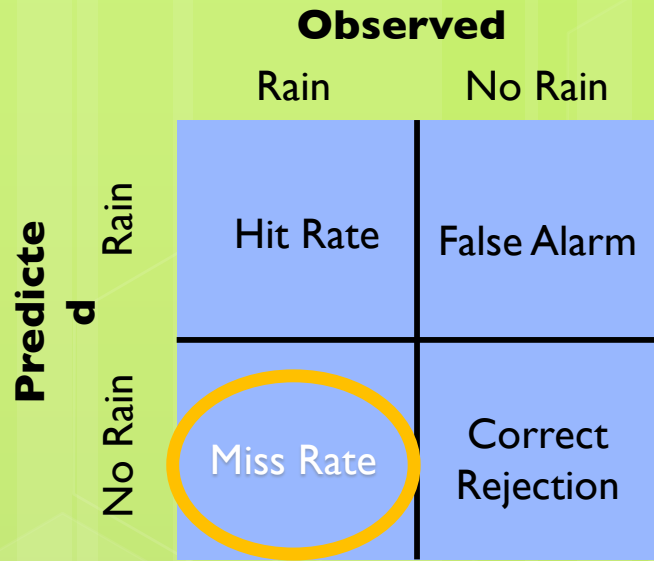 Observed
Rain No Rain
Predicte
d
Rain
Hit Rate
False Alarm
No Rain
Miss Rate
Correct
Rejection